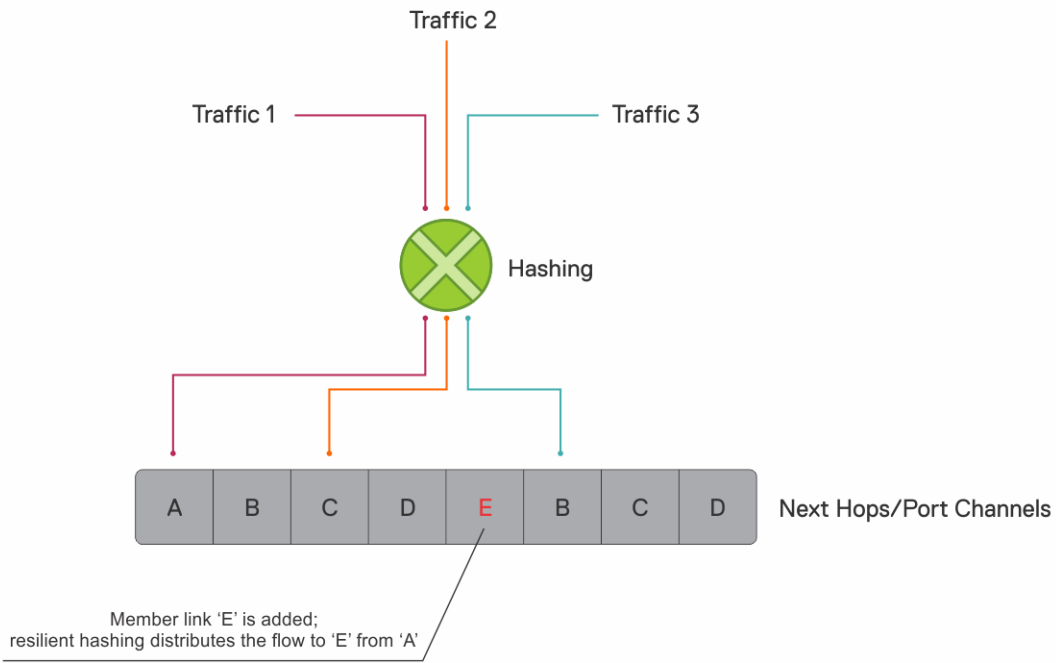 Traffic 2
Traffic 1
Traffic 3
Hashing
A B C D E B C D
Next Hops/Port Channels
Member link ‘E’ is added;
resilient hashing distributes the flow to ‘E’ from ‘A’